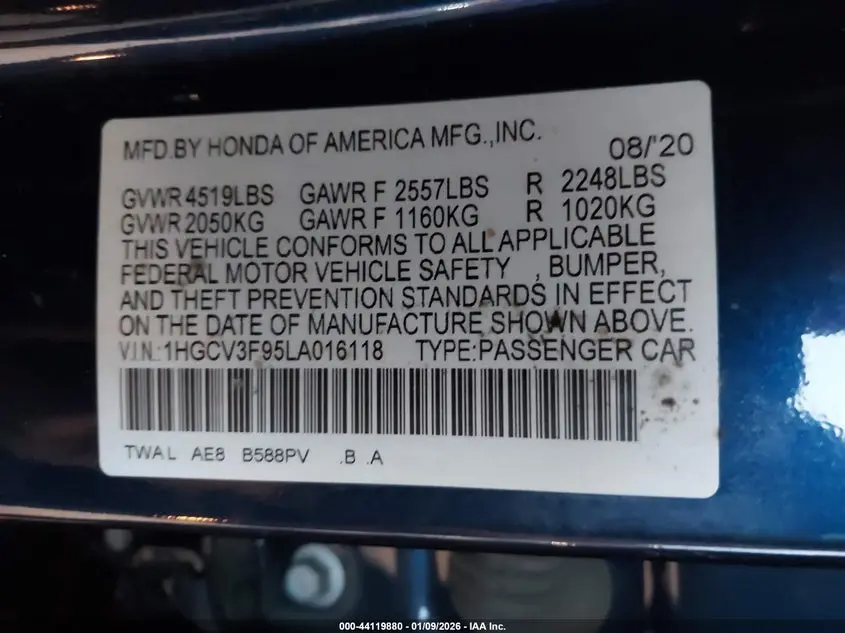 MFD.BY HONDA OF AMERICA MFG.,INC. 08/'20
GVWR 4519LBS GAWR F 2557LBS R 2248LBS
GVWR 2050KG GAWR F 1160KG R 1020KG
THIS VEHICLE CONFORMS TO ALL APPLICABLE
FEDERAL MOTOR VEHICLE SAFETY , BUMPER,
AND THEFT PREVENTION STANDARDS IN EFFECT
ON THE DATE OF MANUFACTURE SHOWN ABOVE.
V.I.N.:1HGCV3F95LA016118 TYPE:PASSENGER CAR
TWAL AE8 B588PV .B .A
000-44119880 - 01/09/2026 - IAA Inc.